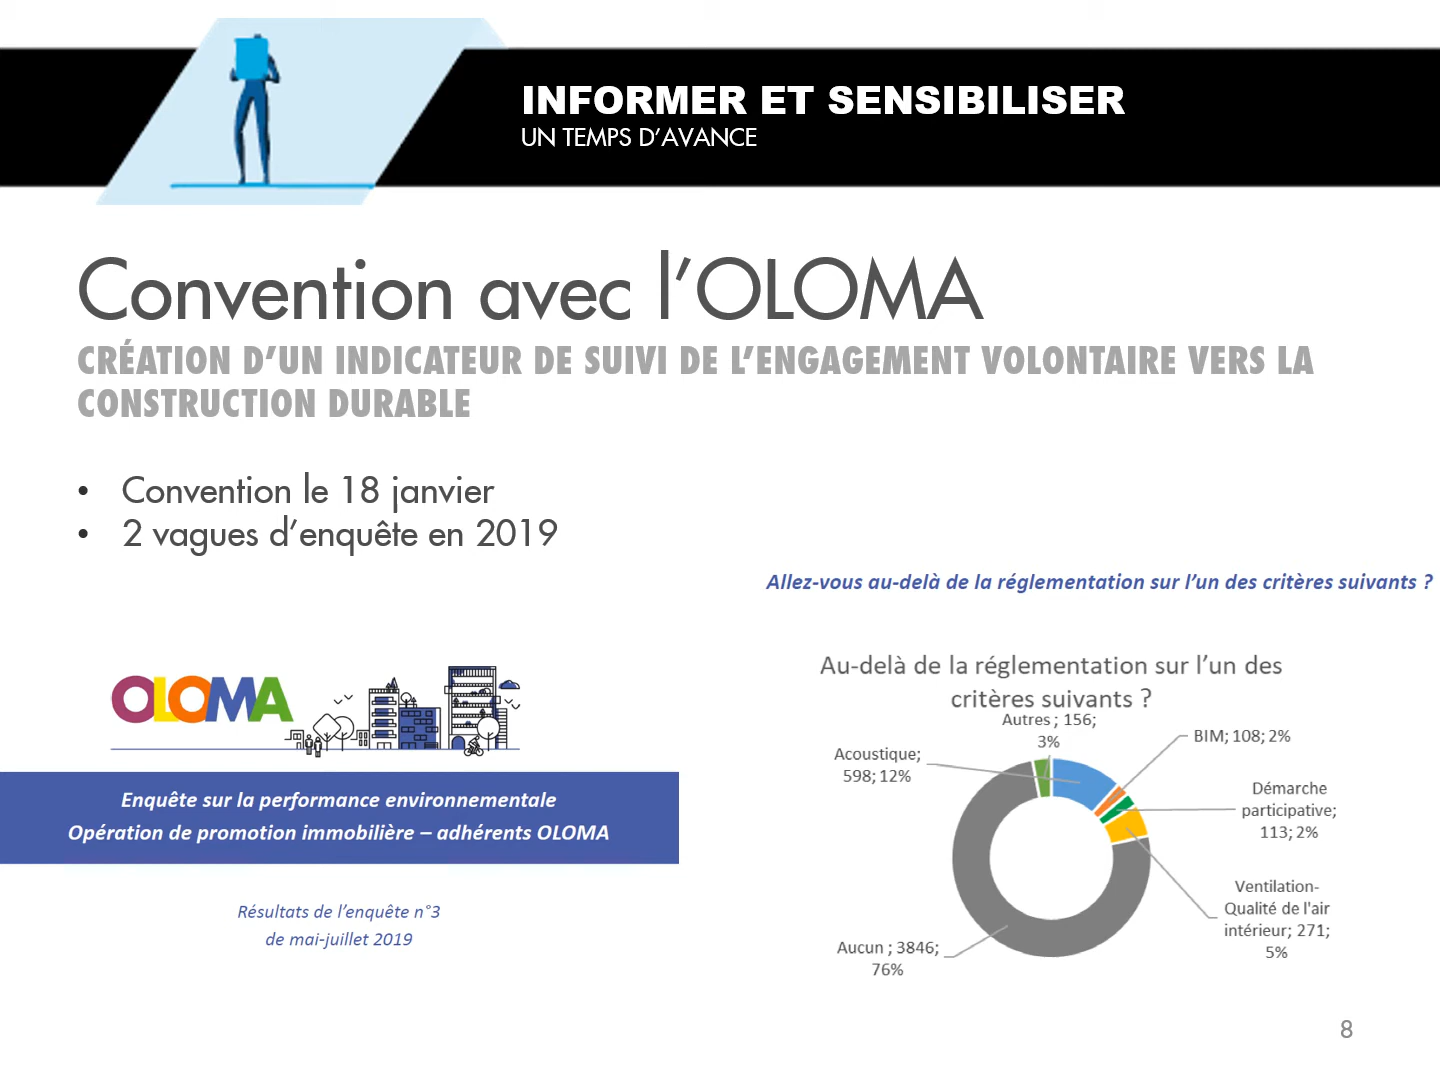 INFORMER ET SENSIBILISER
UN TEMPS D’AVANCE
Convention avec l’OLOMA
CRÉATION D’UN INDICATEUR DE SUIVI DE L’ENGAGEMENT VOLONTAIRE VERS LA
CONSTRUCTION DURABLE
• Convention le 18 janvier
• 2 vagues d’enquête en 2019
Allez-vous au-delà de la réglementation sur l’un des critères suivants ?
OLOMA
Enquête sur la performance environnementale
Opération de promotion immobilière – adhérents OLOMA
Résultats de l’enquête n°3
de mai-juillet 2019
Au-delà de la réglementation sur l’un des
critères suivants ?
Autres ; 156;
3%
BIM; 108; 2%
Acoustique;
598; 12%
Démarche
participative;
113; 2%
Ventilation-
Qualité de l'air
intérieur; 271;
5%
Aucun ; 3846;
76%
8